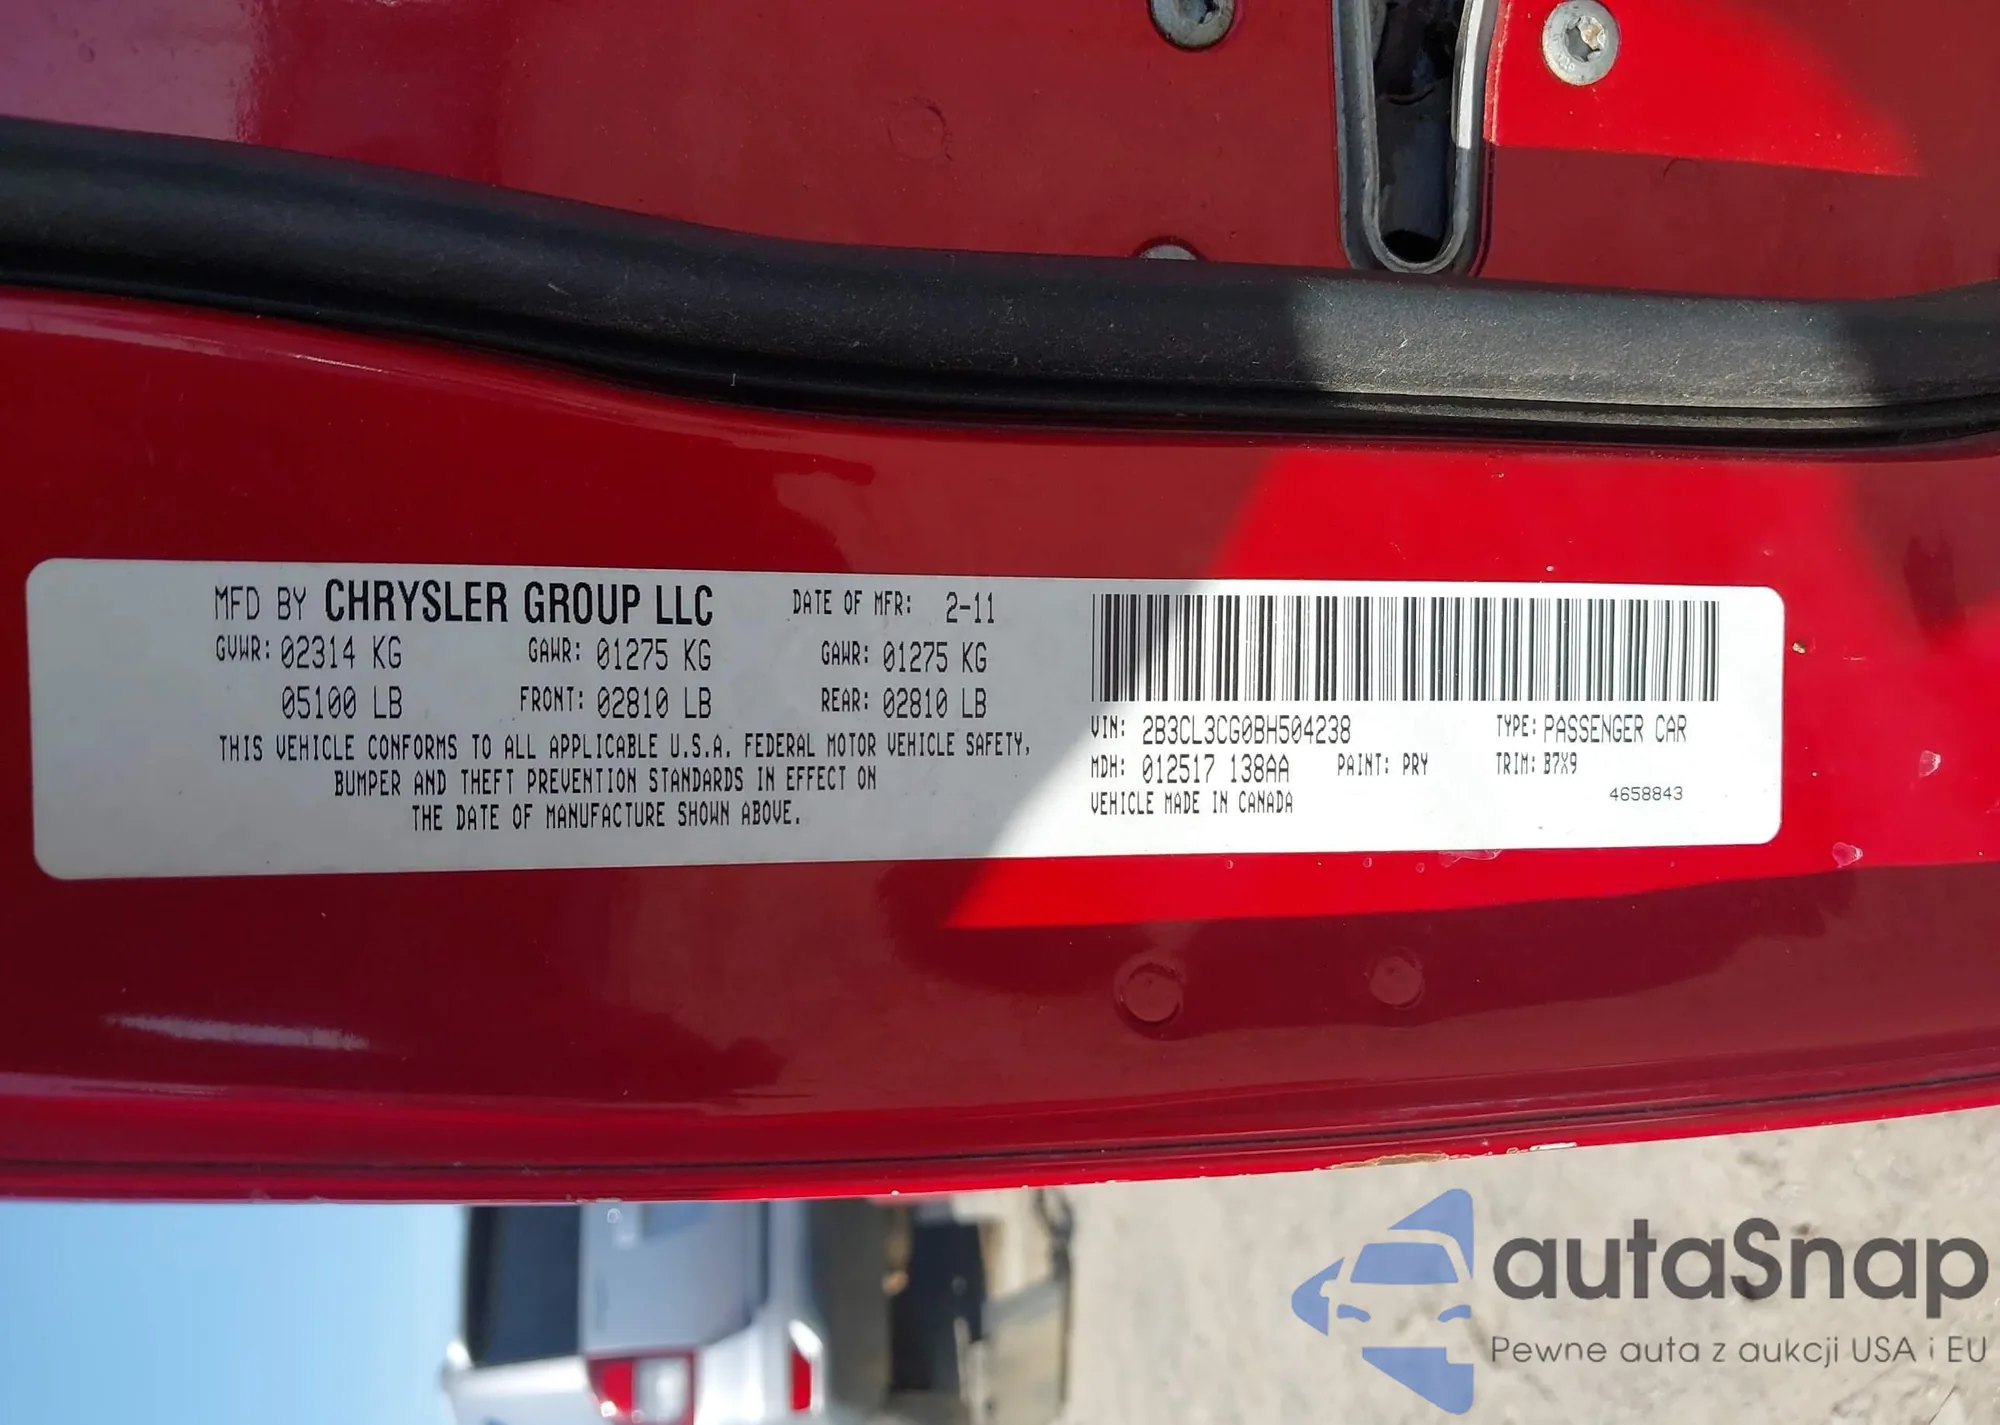 MFD BY CHRYSLER GROUP LLC DATE OF MFR: 2-11
GVWR: 02314 KG GAWR: 01275 KG GAWR: 01275 KG
05100 LB FRONT: 02810 LB REAR: 02810 LB
THIS VEHICLE CONFORMS TO ALL APPLICABLE U.S.A. FEDERAL MOTOR VEHICLE SAFETY,
BUMPER AND THEFT PREVENTION STANDARDS IN EFFECT ON
THE DATE OF MANUFACTURE SHOWN ABOVE.
VIN: 2B3CL3CG0BH504238 TYPE: PASSENGER CAR
MDH: 012517 138AA PAINT: PRY TRIM: B7X9
VEHICLE MADE IN CANADA 4658843
autaSnap
Pewne auta z aukcji USA i EU